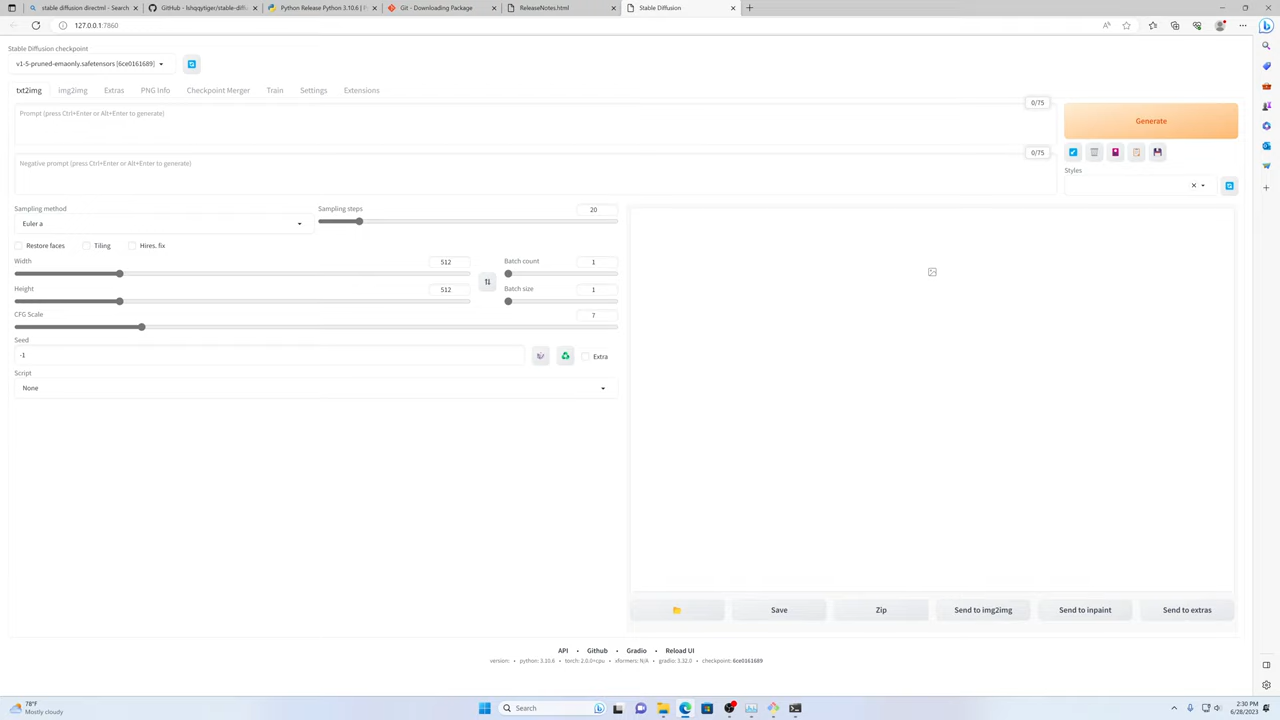 stable diffusion directml - Search
GitHub - lshqqytiger/stable-diffu
Python Release Python 3.10.6 | P
Git - Downloading Package
ReleaseNotes.html
Stable Diffusion
127.0.0.1:7860
Stable Diffusion checkpoint
v1-5-pruned-emaonly.safetensors [6ce0161689]
txt2img
img2img
Extras
PNG Info
Checkpoint Merger
Train
Settings
Extensions
Prompt (press Ctrl+Enter or Alt+Enter to generate)
0/75
Generate
Negative prompt (press Ctrl+Enter or Alt+Enter to generate)
0/75
Styles
Sampling method
Euler a
Sampling steps
20
Restore faces
Tiling
Hires. fix
Width
512
Batch count
1
Height
512
Batch size
1
CFG Scale
7
Seed
-1
Extra
Script
None
Save
Zip
Send to img2img
Send to inpaint
Send to extras
API • Github • Gradio • Reload UI
version: • python: 3.10.6 • torch: 2.0.0+cpu • xformers: N/A • gradio: 3.32.0 • checkpoint: 6ce0161689
78°F
Mostly cloudy
Search
2:30 PM
6/28/2023